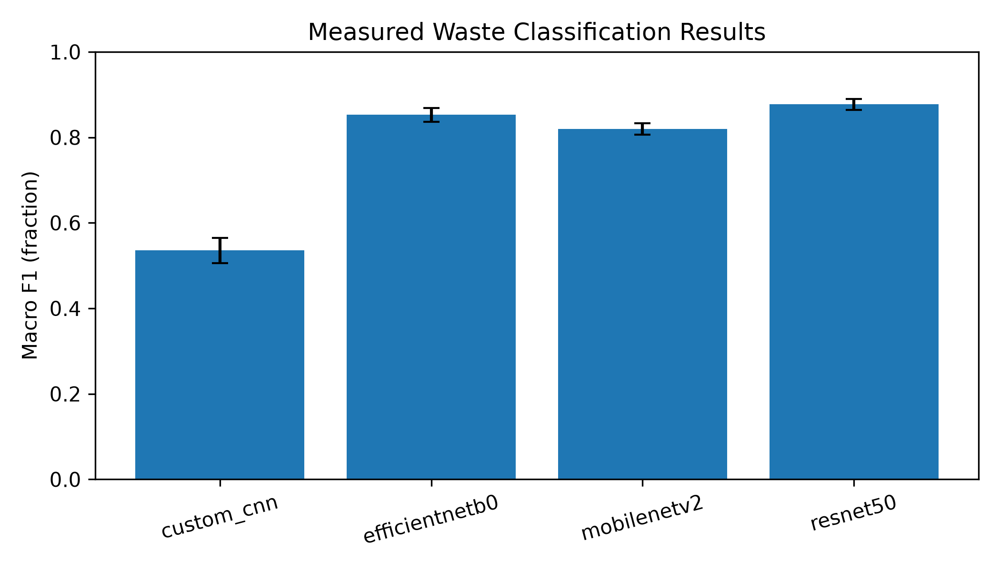 Measured Waste Classification Results
Macro F1 (fraction)
1.0
0.8
0.6
0.4
0.2
0.0
custom_cnn
efficientnetb0
mobilenetv2
resnet50